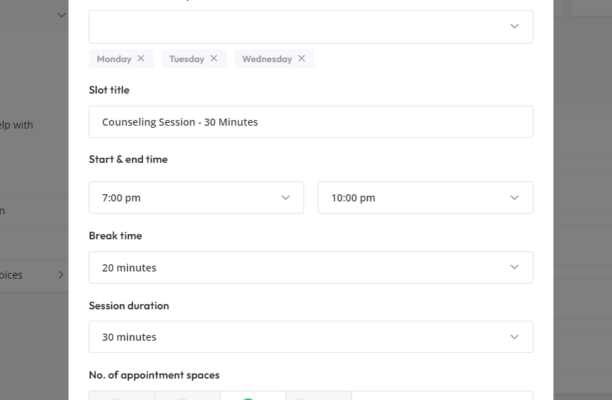 Monday
Tuesday
Wednesday
Slot title
elp with
Counseling Session - 30 Minutes
Start & end time
7:00 pm
10:00 pm
Break time
20 minutes
oices
Session duration
30 minutes
No. of appointment spaces